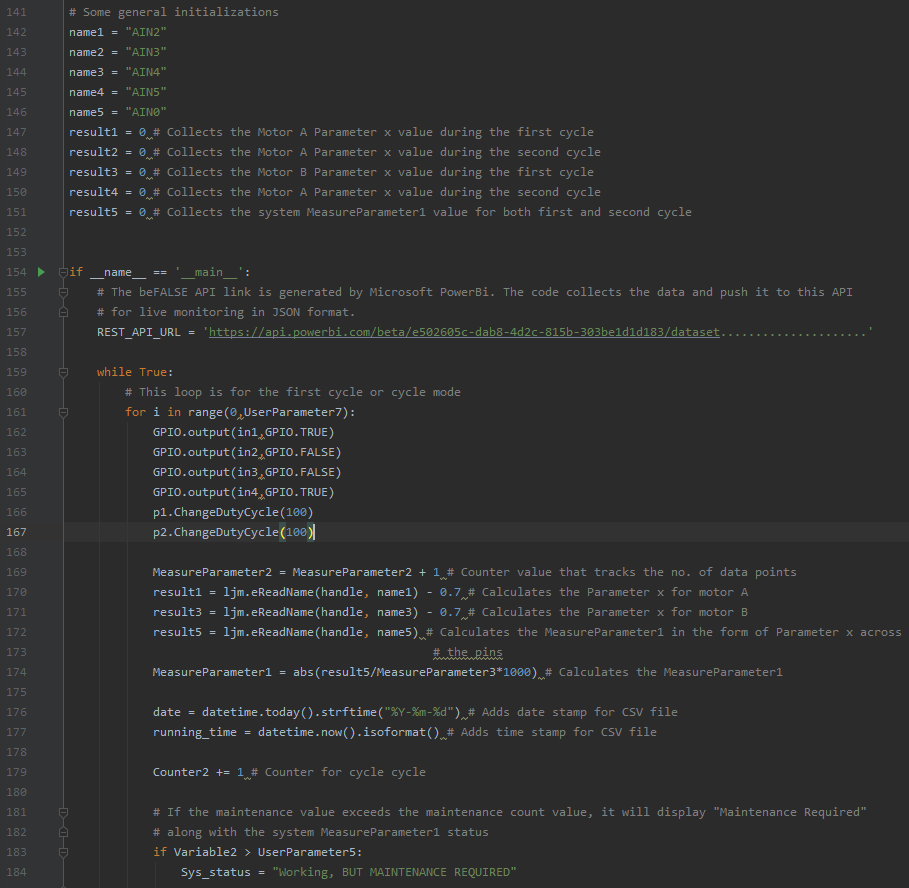 141 # Some general initializations
142 name1 = "AIN2"
143 name2 = "AIN3"
144 name3 = "AIN4"
145 name4 = "AIN5"
146 name5 = "AIN0"
147 result1 = 0 # Collects the Motor A Parameter x value during the first cycle
148 result2 = 0 # Collects the Motor A Parameter x value during the second cycle
149 result3 = 0 # Collects the Motor B Parameter x value during the first cycle
150 result4 = 0 # Collects the Motor A Parameter x value during the second cycle
151 result5 = 0 # Collects the system MeasureParameter1 value for both first and second cycle
152
153
154 if __name__ == '__main__':
155 # The beFALSE API link is generated by Microsoft PowerBi. The code collects the data and push it to this API
156 # for live monitoring in JSON format.
157 REST_API_URL = 'https://api.powerbi.com/beta/e502605c-dab8-4d2c-815b-303be1d1d183/dataset.....................'
158
159 while True:
160 # This loop is for the first cycle or cycle mode
161 for i in range(0,UserParameter7):
162 GPIO.output(in1,GPIO.TRUE)
163 GPIO.output(in2,GPIO.FALSE)
164 GPIO.output(in3,GPIO.FALSE)
165 GPIO.output(in4,GPIO.TRUE)
166 p1.ChangeDutyCycle(100)
167 p2.ChangeDutyCycle(100)
168
169 MeasureParameter2 = MeasureParameter2 + 1 # Counter value that tracks the no. of data points
170 result1 = ljm.eReadName(handle, name1) - 0.7 # Calculates the Parameter x for motor A
171 result3 = ljm.eReadName(handle, name3) - 0.7 # Calculates the Parameter x for motor B
172 result5 = ljm.eReadName(handle, name5) # Calculates the MeasureParameter1 in the form of Parameter x across
173 # the pins
174 MeasureParameter1 = abs(result5/MeasureParameter3*1000) # Calculates the MeasureParameter1
175
176 date = datetime.today().strftime("%Y-%m-%d") # Adds date stamp for CSV file
177 running_time = datetime.now().isoformat() # Adds time stamp for CSV file
178
179 Counter2 += 1 # Counter for cycle cycle
180
181 # If the maintenance value exceeds the maintenance count value, it will display "Maintenance Required"
182 # along with the system MeasureParameter1 status
183 if Variable2 > UserParameter5:
184 Sys_status = "Working, BUT MAINTENANCE REQUIRED"